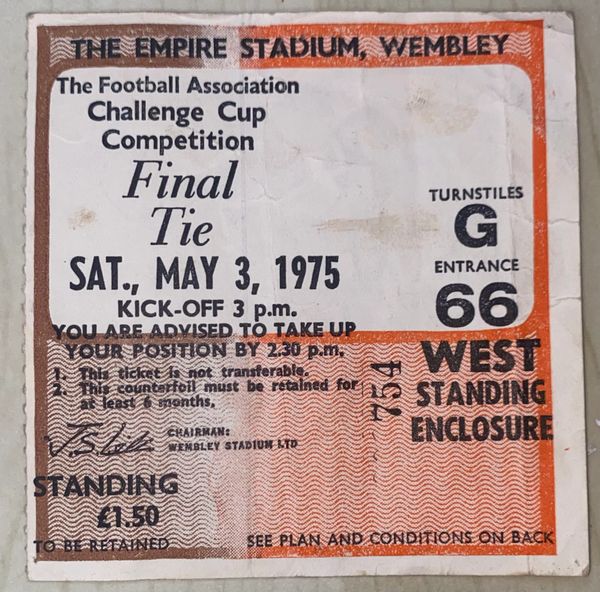 THE EMPIRE STADIUM, WEMBLEY
The Football Association
Challenge Cup
Competition
Final
Tie
SAT., MAY 3, 1975
KICK-OFF 3 p.m.
YOU ARE ADVISED TO TAKE UP
YOUR POSITION BY 2.30 p.m.
1. This ticket is not transferable.
2. This counterfoil must be retained for
at least 6 months.
CHAIRMAN:
WEMBLEY STADIUM LTD
STANDING
£1.50
TO BE RETAINED
TURNSTILES
G
ENTRANCE
66
WEST
STANDING
ENCLOSURE
754
SEE PLAN AND CONDITIONS ON BACK